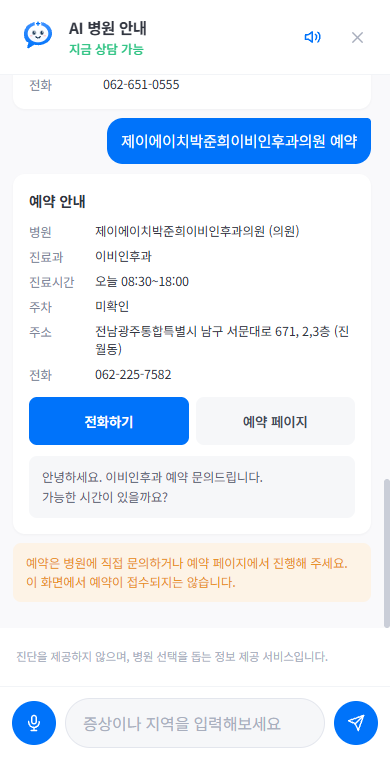 AI 병원 안내
지금 상담 가능
전화 062-651-0555
제이에이치박준희이비인후과의원 예약
예약 안내
병원 제이에이치박준희이비인후과의원 (의원)
진료과 이비인후과
진료시간 오늘 08:30~18:00
주차 미확인
주소 전남광주통합특별시 남구 서문대로 671, 2,3층 (진
월동)
전화 062-225-7582
전화하기
예약 페이지
안녕하세요. 이비인후과 예약 문의드립니다.
가능한 시간이 있을까요?
예약은 병원에 직접 문의하거나 예약 페이지에서 진행해 주세요.
이 화면에서 예약이 접수되지는 않습니다.
진단을 제공하지 않으며, 병원 선택을 돕는 정보 제공 서비스입니다.
증상이나 지역을 입력해보세요